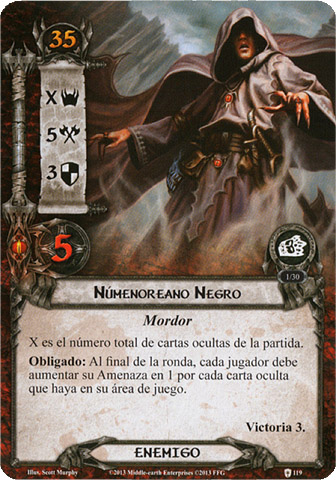 35
X
5
3
5
1/30
Númenoreano Negro
Mordor
X es el número total de cartas ocultas de la partida.
Obligado: Al final de la ronda, cada jugador debe
aumentar su Amenaza en 1 por cada carta oculta
que haya en su área de juego.
Victoria 3.
ENEMIGO
Illus. Scott Murphy ©2013 Middle-earth Enterprises ©2013 FFG 119